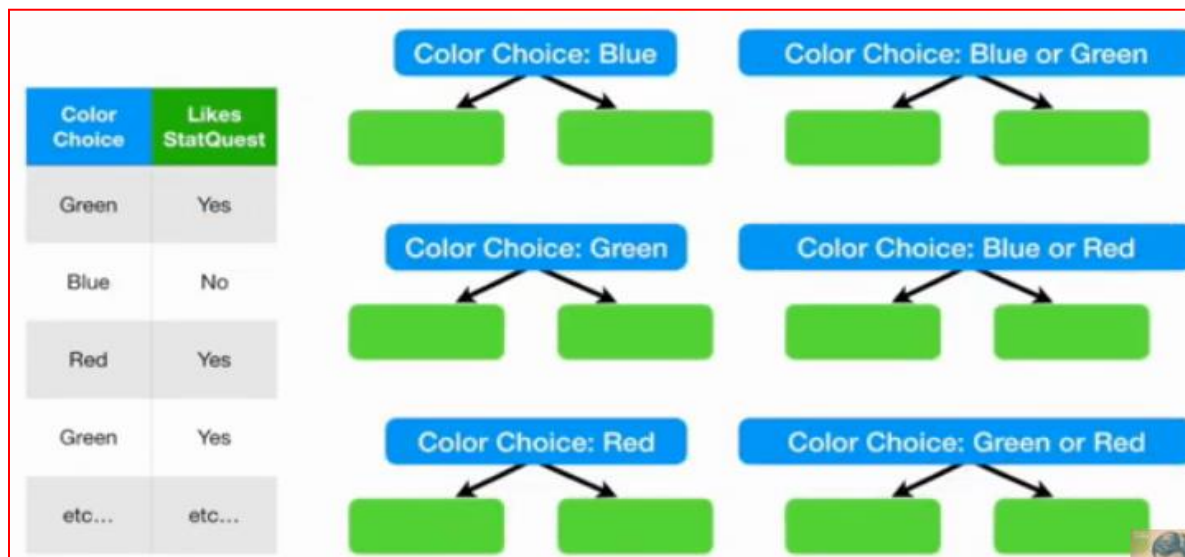 Color Choice: Blue
Color Choice: Blue or Green
Color Choice
Likes StatQuest
Green Yes
Blue No
Red Yes
Green Yes
etc... etc...
Color Choice: Green
Color Choice: Blue or Red
Color Choice: Red
Color Choice: Green or Red